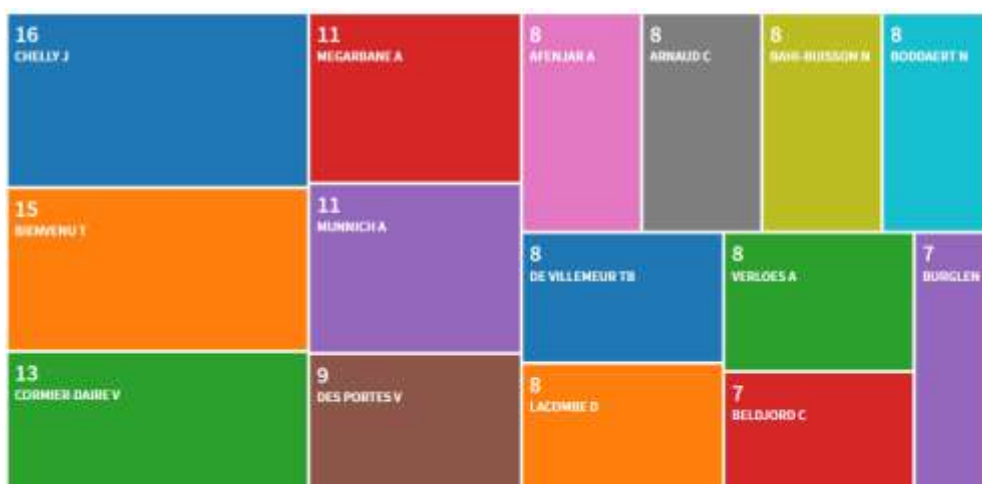 16
CHELLY J
15
BIENVENU T
13
CORMIER DAIRE V
11
MEGARBANE A
11
MUNNICH A
9
DES PORTES V
8
AFENJAR A
8
ARNAUD C
8
BAHI-BUISSON N
8
BODDAERT N
8
DE VILLEMEUR TB
8
LACOMBE D
8
VERLOES A
7
BELDJORD C
7
BURGLEN